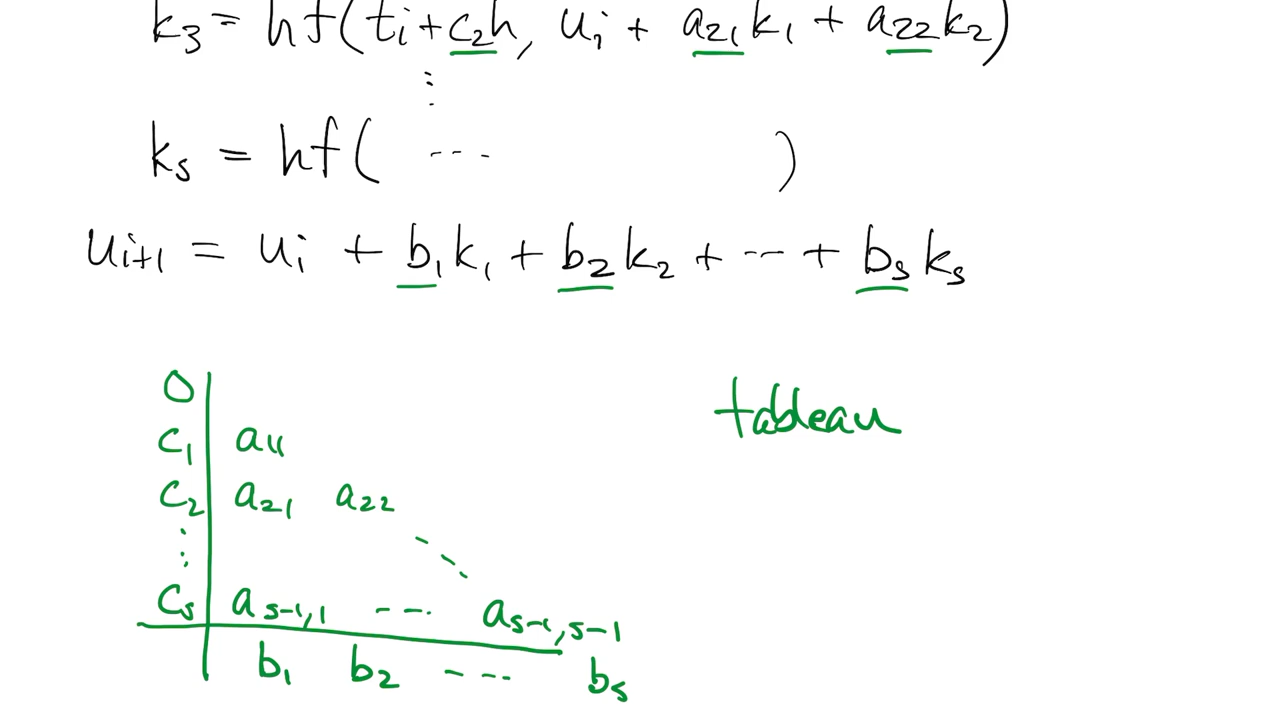 k₃ = hf(tᵢ + c₂h, uᵢ + a₂₁k₁ + a₂₂k₂)
⋮
kₛ = hf( --- )
uᵢ₊₁ = uᵢ + b₁k₁ + b₂k₂ + ··· + bₛkₛ
0
tableau
c₁ a₁₁
c₂ a₂₁ a₂₂
⋮ ⋱
cₛ aₛ₋₁,₁ --- aₛ₋₁,ₛ₋₁
b₁ b₂ --- bₛ